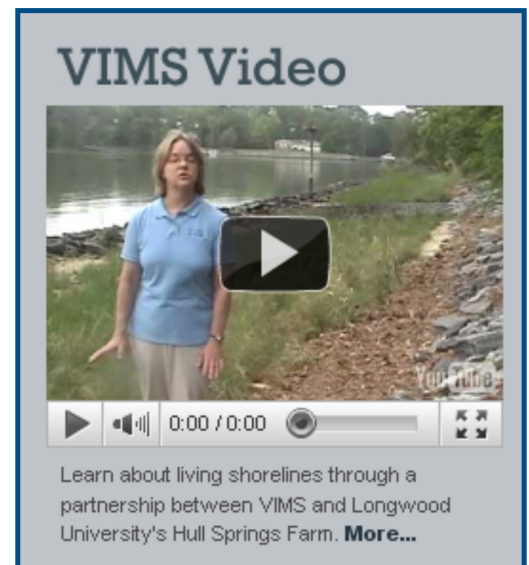 VIMS Video
YouTube
0:00 / 0:00
Learn about living shorelines through a
partnership between VIMS and Longwood
University's Hull Springs Farm. More...